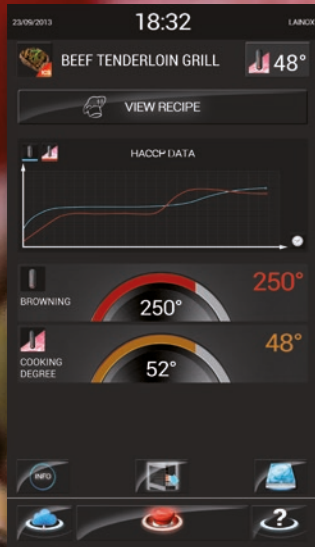 23/09/2013 18:32 LAINOX
BEEF TENDERLOIN GRILL 48°
VIEW RECIPE
HACCP DATA
BROWNING 250° 250°
COOKING DEGREE 52° 48°
INFO
?